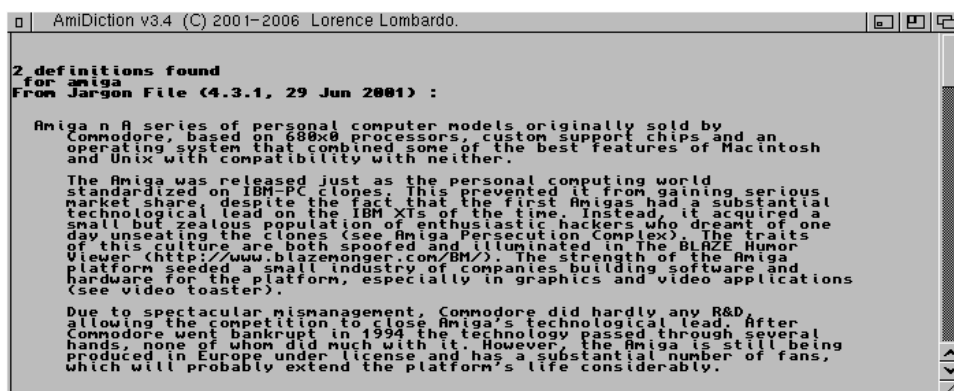 AmiDiction v3.4 (C) 2001-2006 Lorence Lombardo.
2 definitions found
for amiga
From Jargon File (4.3.1, 29 Jun 2001) :
Amiga n A series of personal computer models originally sold by
Commodore, based on 680x0 processors, custom support chips and an
operating system that combined some of the best features of Macintosh
and Unix with compatibility with neither.
The Amiga was released just as the personal computing world
standardized on IBM-PC clones. This prevented it from gaining serious
market share, despite the fact that the first Amigas had a substantial
technological lead on the IBM XTs of the time. Instead, it acquired a
small but zealous population of enthusiastic hackers who dreamt of one
day unseating the clones (see Amiga Persecution Complex). The traits
of this culture are both spoofed and illuminated in The BLAZE Humor
Viewer (http://www.blazemonger.com/BM/). The strength of the Amiga
platform seeded a small industry of companies building software and
hardware for the platform, especially in graphics and video applications
(see video toaster).
Due to spectacular mismanagement, Commodore did hardly any R&D,
allowing the competition to close Amiga's technological lead. After
Commodore went bankrupt in 1994 the technology passed through several
hands, none of whom did much with it. However, the Amiga is still being
produced in Europe under license and has a substantial number of fans,
which will probably extend the platform's life considerably.